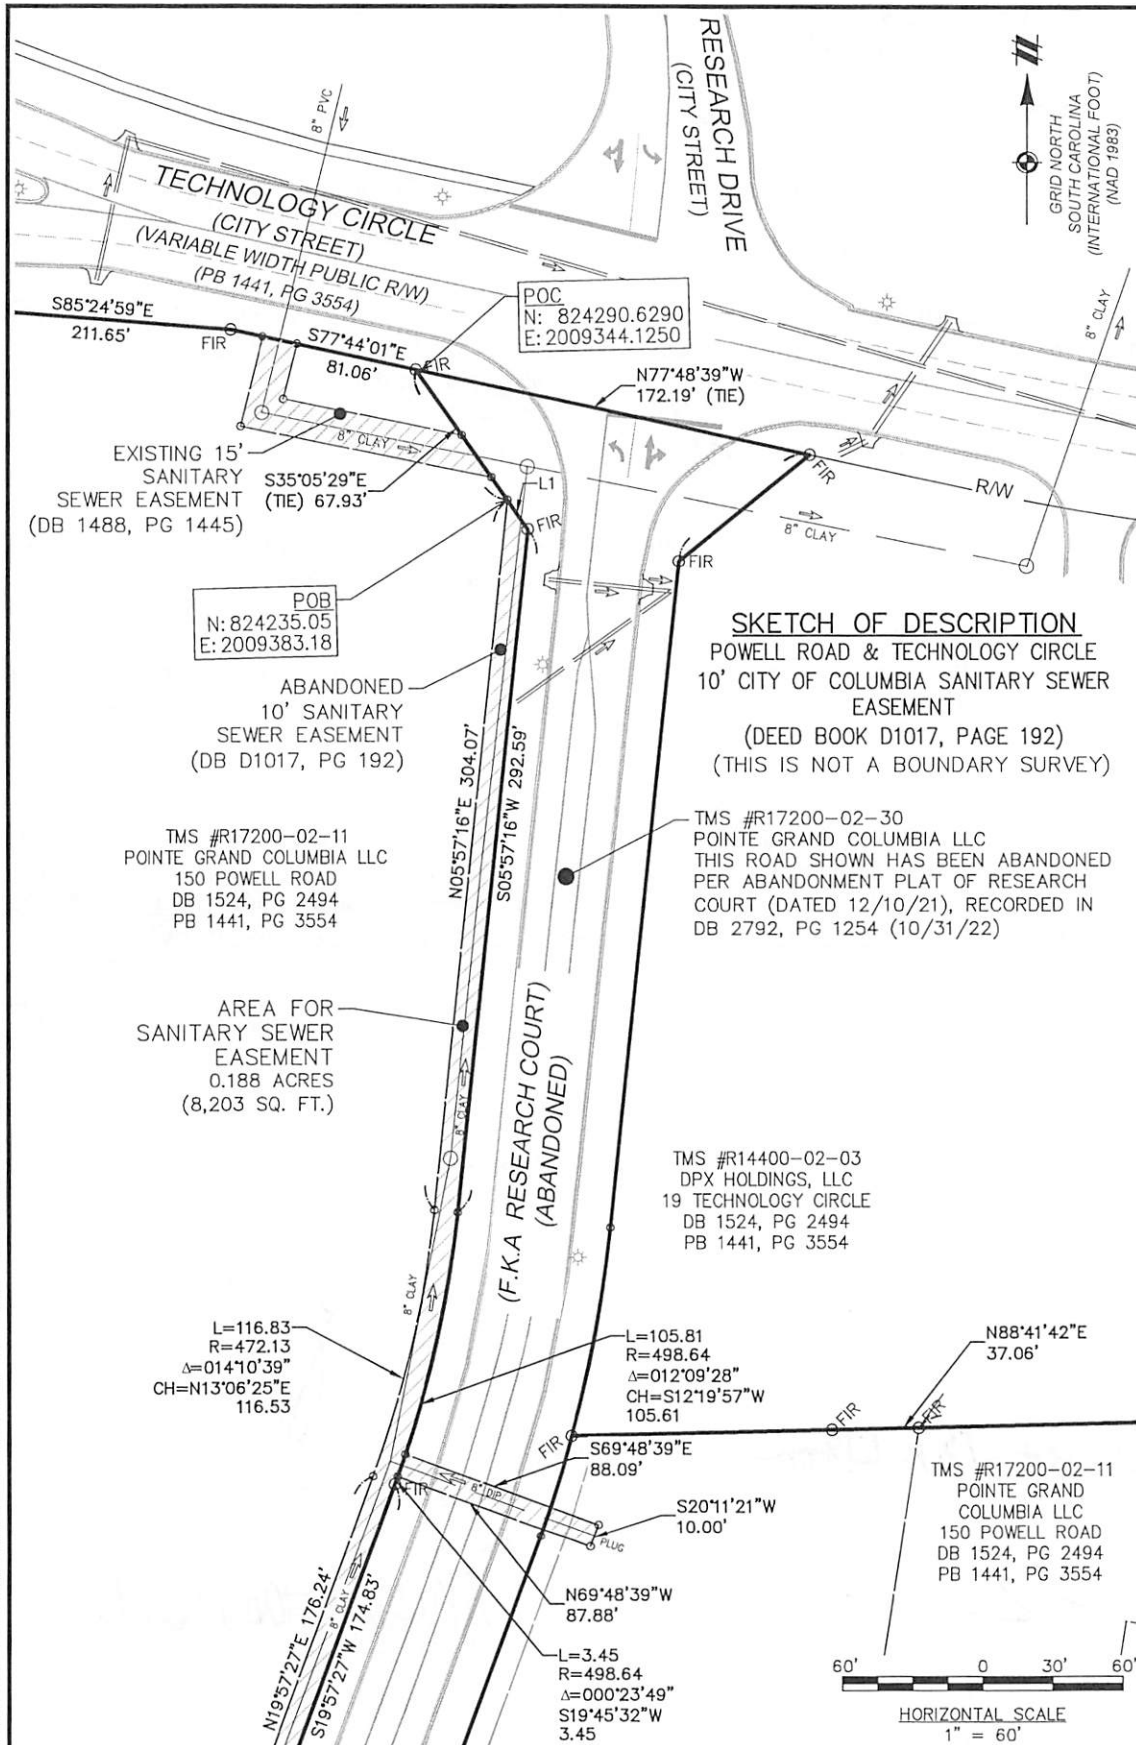 RESEARCH DRIVE
(CITY STREET)
GRID NORTH
SOUTH CAROLINA
(INTERNATIONAL FOOT)
(NAD 1983)
8" PVC
TECHNOLOGY CIRCLE
(CITY STREET)
(VARIABLE WIDTH PUBLIC R/W)
(PB 1441, PG 3554)
8" CLAY
S85°24'59"E
211.65'
FIR
S77°44'01"E
81.06'
FIR
POC
N: 824290.6290
E: 2009344.1250
N77°48'39"W
172.19' (TIE)
FIR
R/W
8" CLAY
8" CLAY
EXISTING 15'
SANITARY
SEWER EASEMENT
(DB 1488, PG 1445)
S35°05'29"E
(TIE) 67.93'
L1
FIR
FIR
POB
N: 824235.05
E: 2009383.18
SKETCH OF DESCRIPTION
POWELL ROAD & TECHNOLOGY CIRCLE
10' CITY OF COLUMBIA SANITARY SEWER
EASEMENT
(DEED BOOK D1017, PAGE 192)
(THIS IS NOT A BOUNDARY SURVEY)
ABANDONED
10' SANITARY
SEWER EASEMENT
(DB D1017, PG 192)
N05°57'16"E 304.07'
S05°57'16"W 292.59'
TMS #R17200-02-11
POINTE GRAND COLUMBIA LLC
150 POWELL ROAD
DB 1524, PG 2494
PB 1441, PG 3554
TMS #R17200-02-30
POINTE GRAND COLUMBIA LLC
THIS ROAD SHOWN HAS BEEN ABANDONED
PER ABANDONMENT PLAT OF RESEARCH
COURT (DATED 12/10/21), RECORDED IN
DB 2792, PG 1254 (10/31/22)
AREA FOR
SANITARY SEWER
EASEMENT
0.188 ACRES
(8,203 SQ. FT.)
8" CLAY
(F.K.A RESEARCH COURT)
(ABANDONED)
TMS #R14400-02-03
DPX HOLDINGS, LLC
19 TECHNOLOGY CIRCLE
DB 1524, PG 2494
PB 1441, PG 3554
8" CLAY
L=116.83
R=472.13
Δ=014°10'39"
CH=N13°06'25"E
116.53
L=105.81
R=498.64
Δ=012°09'28"
CH=S12°19'57"W
105.61
N88°41'42"E
37.06'
FIR
FIR
FIR
S69°48'39"E
88.09'
8" DIP
FIR
S20°11'21"W
10.00'
PLUG
TMS #R17200-02-11
POINTE GRAND
COLUMBIA LLC
150 POWELL ROAD
DB 1524, PG 2494
PB 1441, PG 3554
N69°48'39"W
87.88'
8" CLAY
N19°57'27"E 176.24'
S19°57'27"W 174.83'
L=3.45
R=498.64
Δ=000°23'49"
S19°45'32"W
3.45
60' 0 30' 60'
HORIZONTAL SCALE
1" = 60'